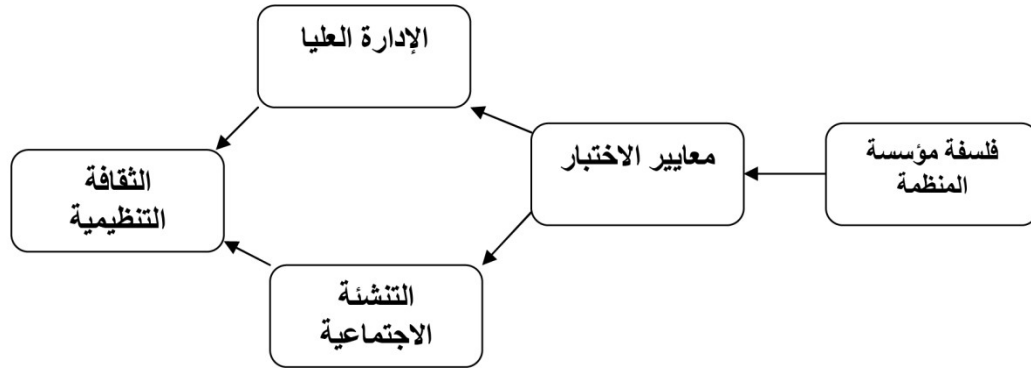 الإدارة العليا
فلسفة مؤسسة
المنظمة
معايير الاختبار
الثقافة
التنظيمية
التنشئة
الاجتماعية